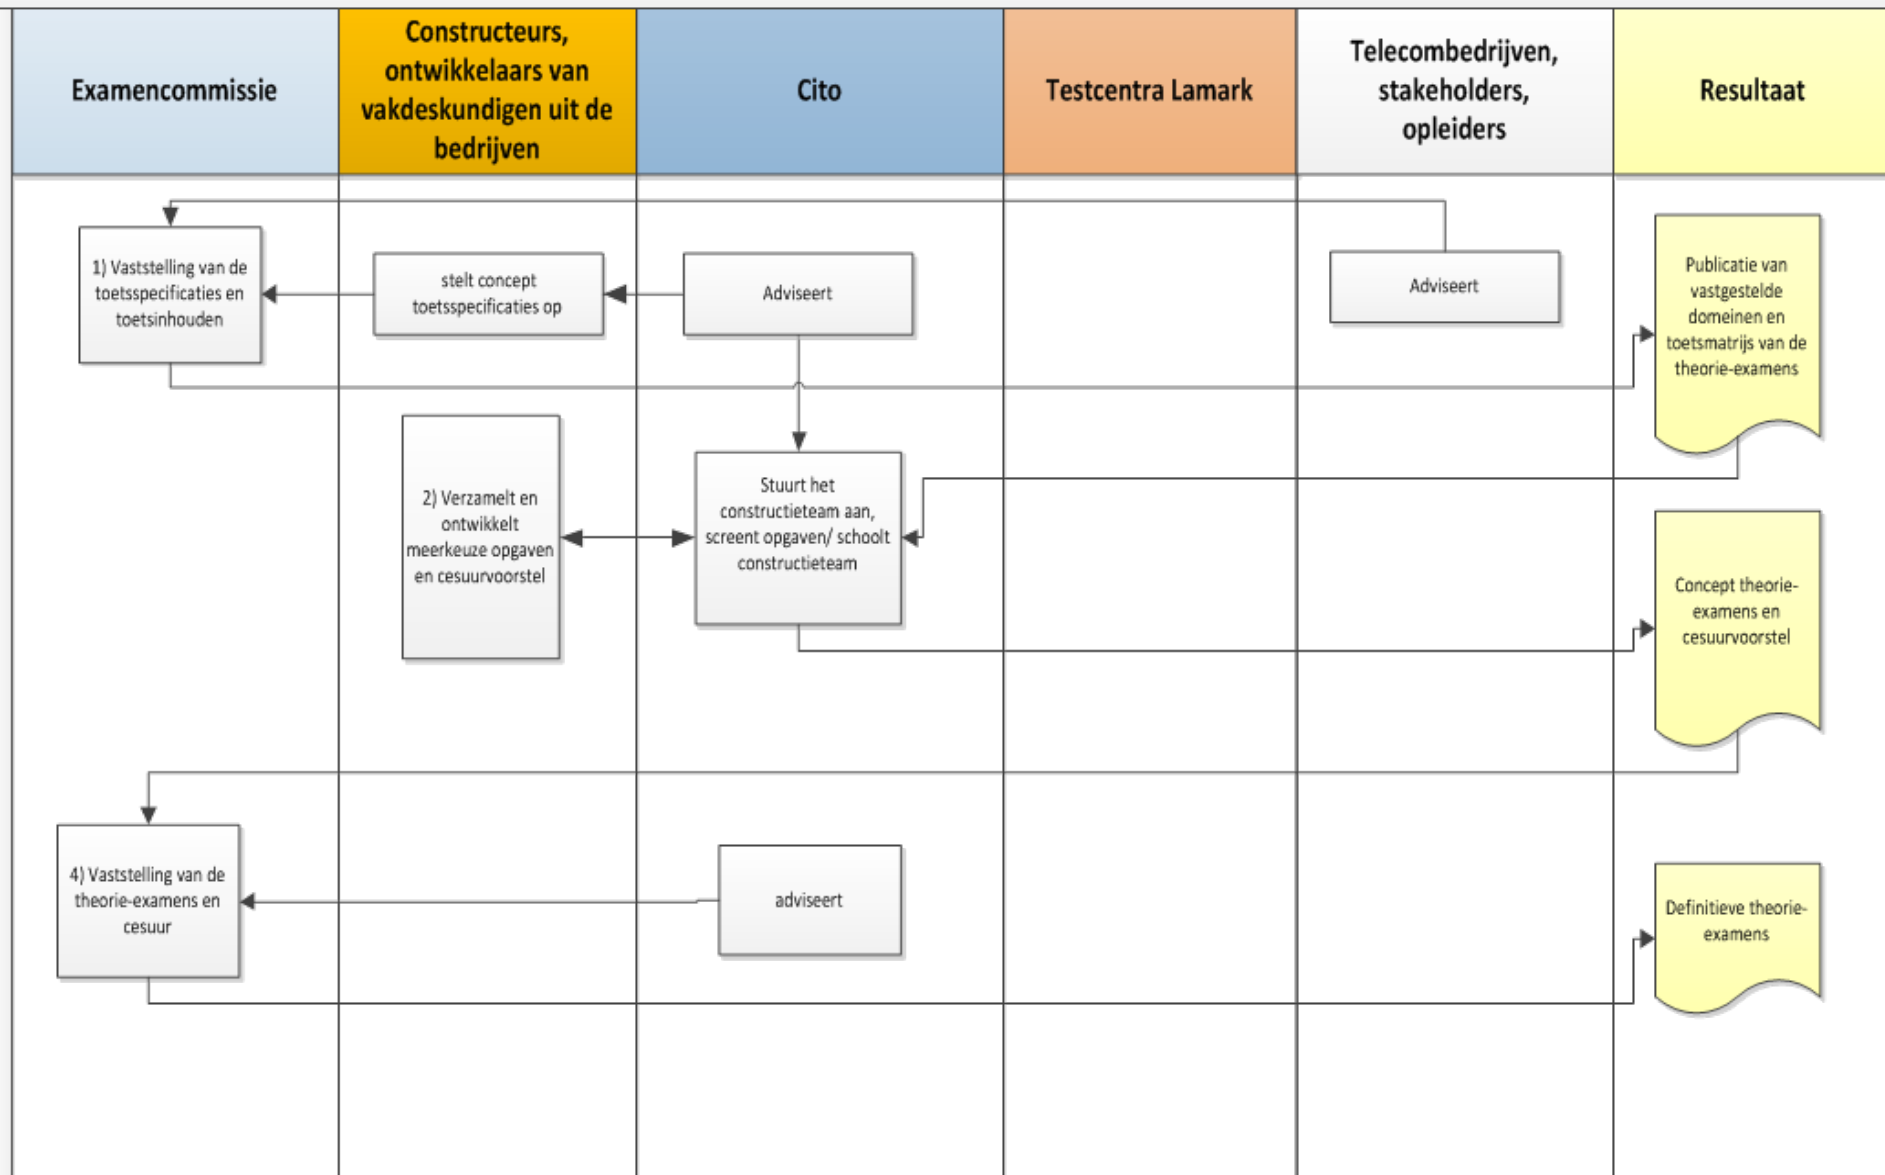 Examencommissie
Constructeurs,
ontwikkelaars van
vakdeskundigen uit de
bedrijven
Cito
Testcentra Lamark
Telecombedrijven,
stakeholders,
opleiders
Resultaat
1) Vaststelling van de
toetsspecificaties en
toetsinhouden
stelt concept
toetsspecificaties op
Adviseert
Adviseert
Publicatie van
vastgestelde
domeinen en
toetsmatrijs van de
theorie-examens
2) Verzamelt en
ontwikkelt
meerkeuze opgaven
en cesuurvoorstel
Stuurt het
constructieteam aan,
screent opgaven/ schoolt
constructieteam
Concept theorie-
examens en
cesuurvoorstel
4) Vaststelling van de
theorie-examens en
cesuur
adviseert
Definitieve theorie-
examens